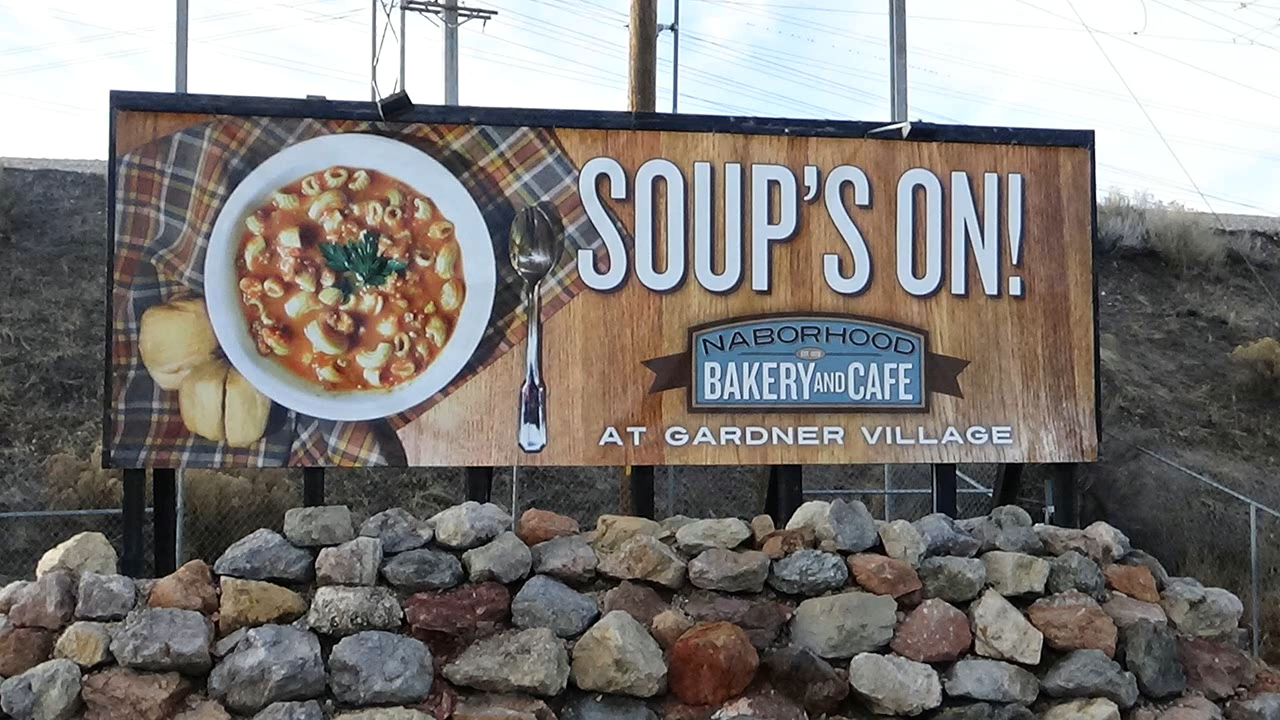 SOUP'S ON!
NABORHOOD
BAKERY AND CAFE
AT GARDNER VILLAGE